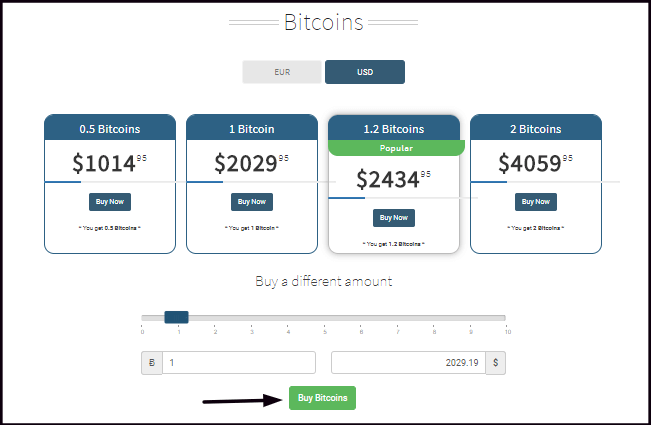 Bitcoins
EUR USD
0.5 Bitcoins 1 Bitcoin 1.2 Bitcoins 2 Bitcoins
Popular
$1014 95 $2029 95 $2434 95 $4059 95
Buy Now Buy Now Buy Now Buy Now
* You get 0.5 Bitcoins * * You get 1 Bitcoin * * You get 1.2 Bitcoins * * You get 2 Bitcoins *
Buy a different amount
0 1 2 3 4 5 6 7 8 9 10
Ƀ 1 2029.19 $
Buy Bitcoins